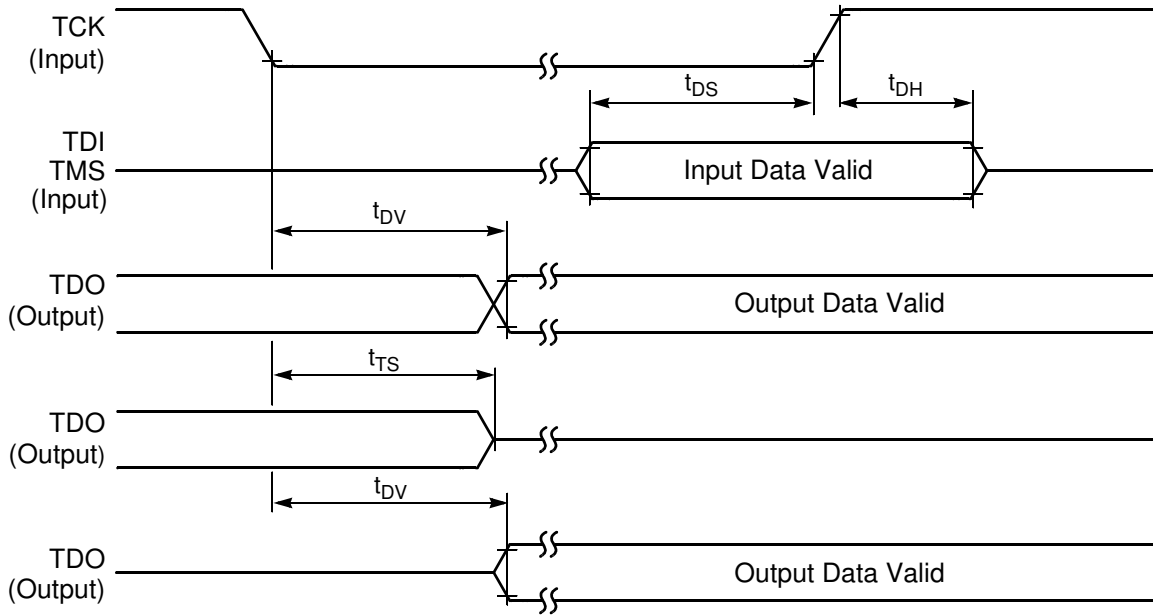 TCK
(Input)
tDS
tDH
TDI
TMS
(Input)
Input Data Valid
tDV
TDO
(Output)
Output Data Valid
tTS
TDO
(Output)
tDV
TDO
(Output)
Output Data Valid